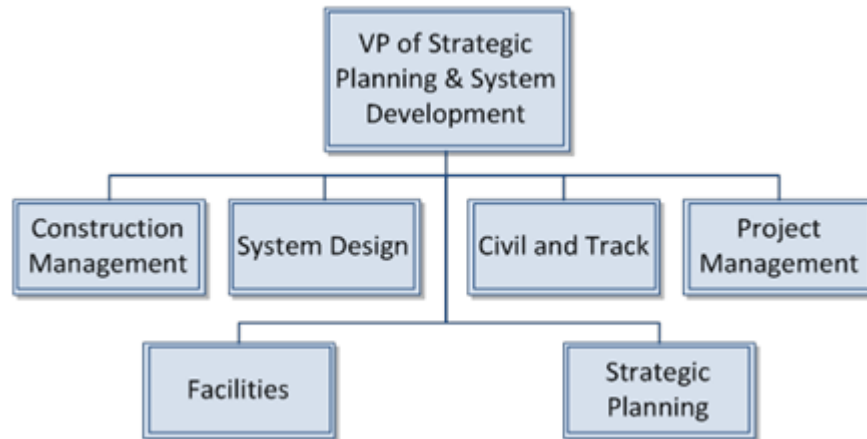 VP of Strategic
Planning & System
Development
Construction
Management
System Design
Civil and Track
Project
Management
Facilities
Strategic
Planning